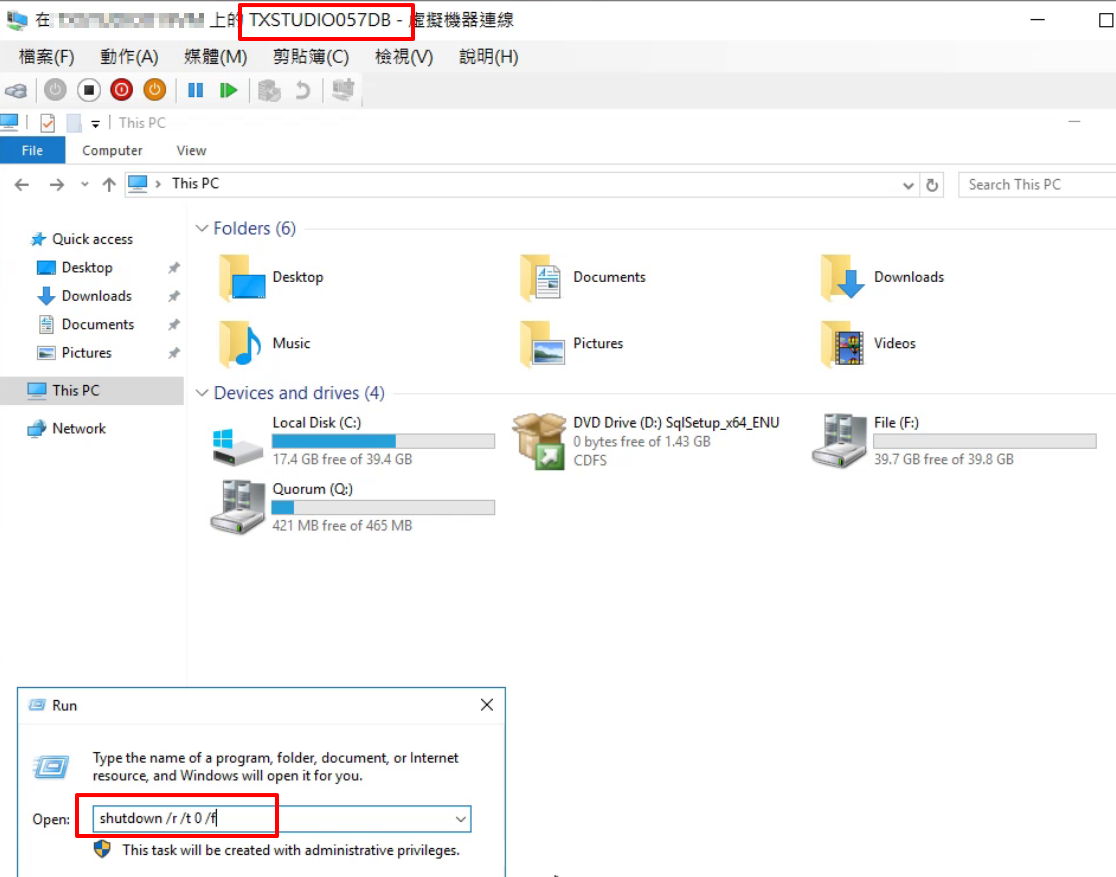 在 上的 TXSTUDIO057DB - 虛擬機器連線
檔案(F) 動作(A) 媒體(M) 剪貼簿(C) 檢視(V) 說明(H)
This PC
File Computer View
This PC
Search This PC
Quick access
Desktop
Downloads
Documents
Pictures
This PC
Network
Folders (6)
Desktop
Documents
Downloads
Music
Pictures
Videos
Devices and drives (4)
Local Disk (C:)
17.4 GB free of 39.4 GB
DVD Drive (D:) SqlSetup_x64_ENU
0 bytes free of 1.43 GB
CDFS
File (F:)
39.7 GB free of 39.8 GB
Quorum (Q:)
421 MB free of 465 MB
Run
Type the name of a program, folder, document, or Internet
resource, and Windows will open it for you.
Open: shutdown /r /t 0 /f
This task will be created with administrative privileges.